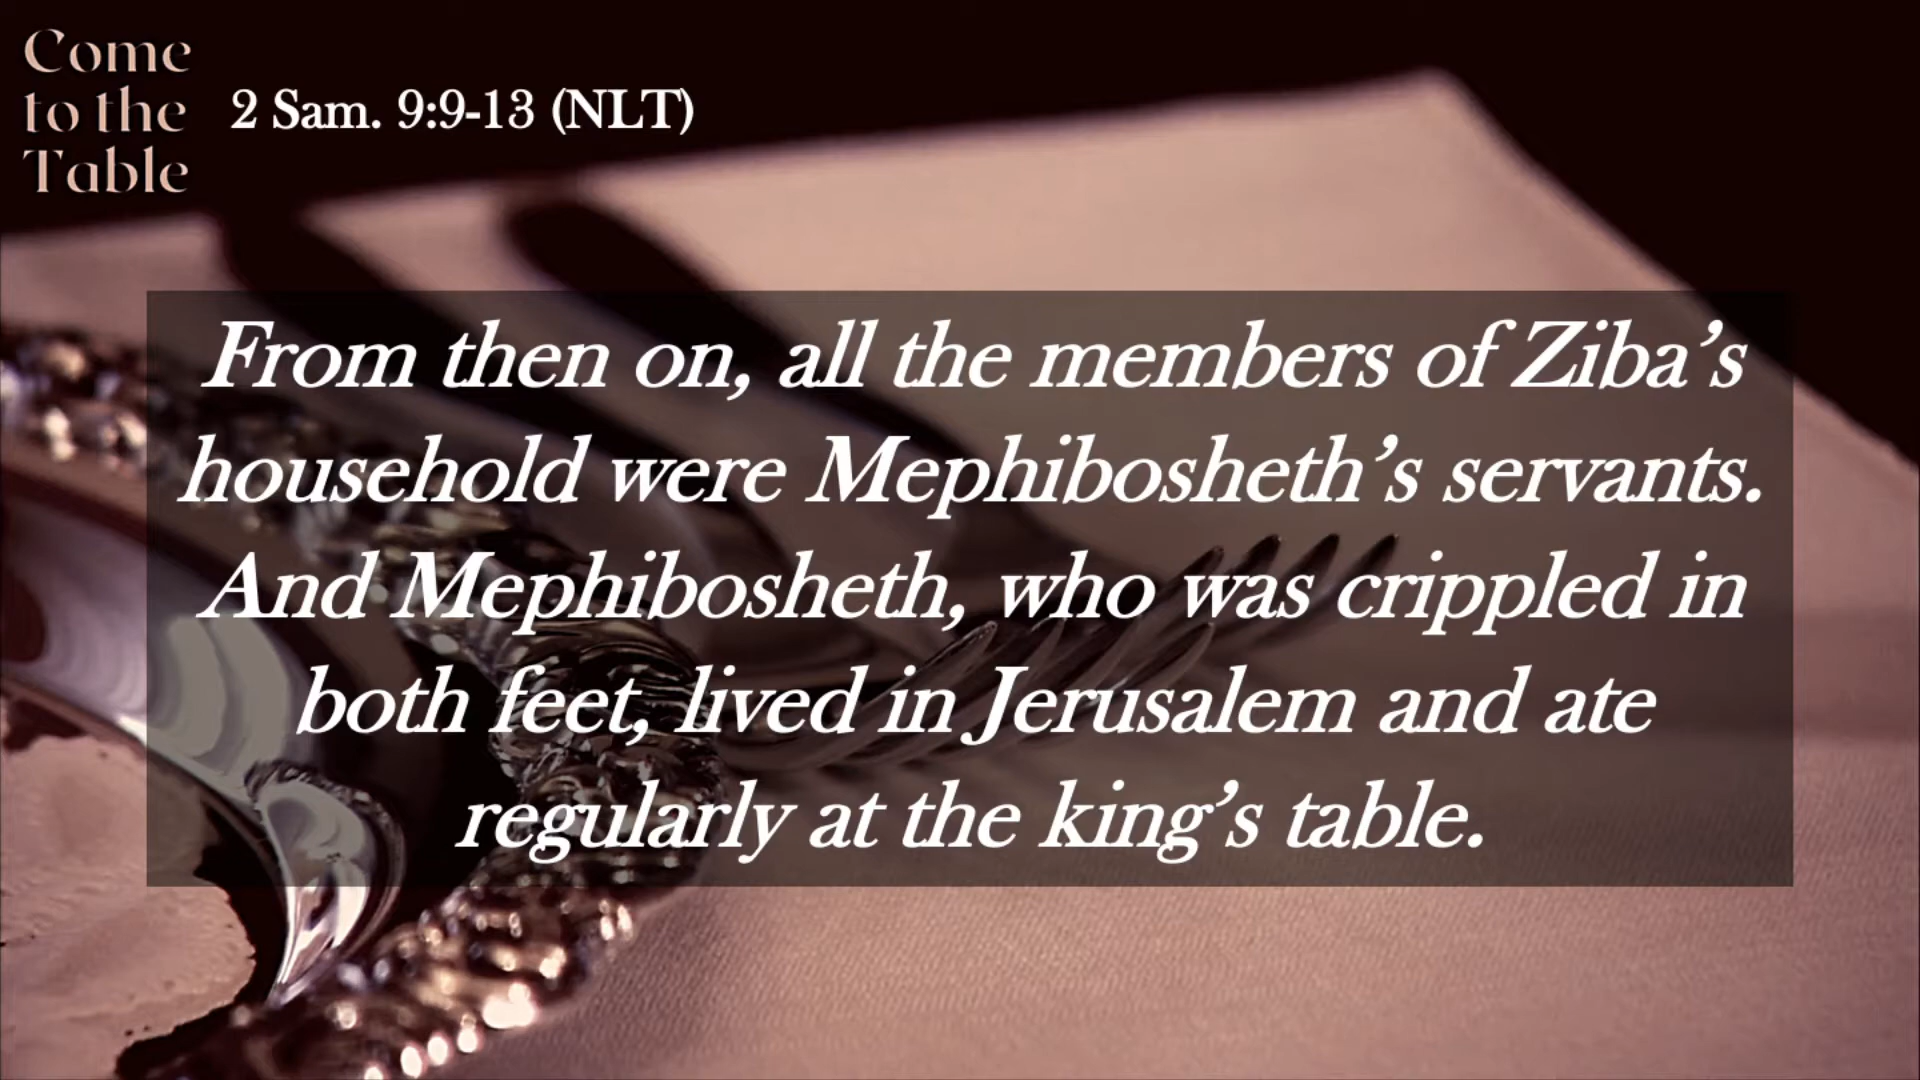 Come
to the
Table
2 Sam. 9:9-13 (NLT)
From then on, all the members of Ziba’s
household were Mephibosheth’s servants.
And Mephibosheth, who was crippled in
both feet, lived in Jerusalem and ate
regularly at the king’s table.